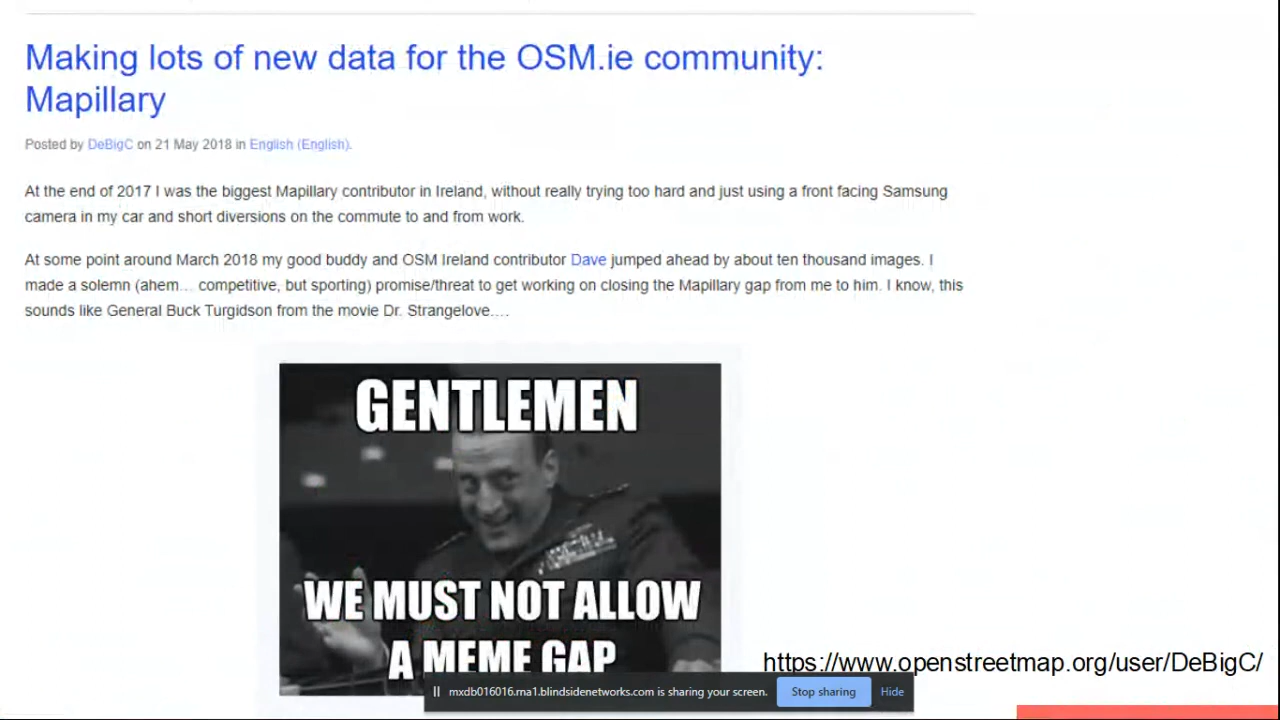 Making lots of new data for the OSM.ie community:
Mapillary
Posted by DeBigC on 21 May 2018 in English (English).
At the end of 2017 I was the biggest Mapillary contributor in Ireland, without really trying too hard and just using a front facing Samsung
camera in my car and short diversions on the commute to and from work.
At some point around March 2018 my good buddy and OSM Ireland contributor Dave jumped ahead by about ten thousand images. I
made a solemn (ahem… competitive, but sporting) promise/threat to get working on closing the Mapillary gap from me to him. I know, this
sounds like General Buck Turgidson from the movie Dr. Strangelove….
GENTLEMEN
WE MUST NOT ALLOW
A MEME GAP
https://www.openstreetmap.org/user/DeBigC/
mxdb016016.ma1.blindsidenetworks.com is sharing your screen.
Stop sharing
Hide